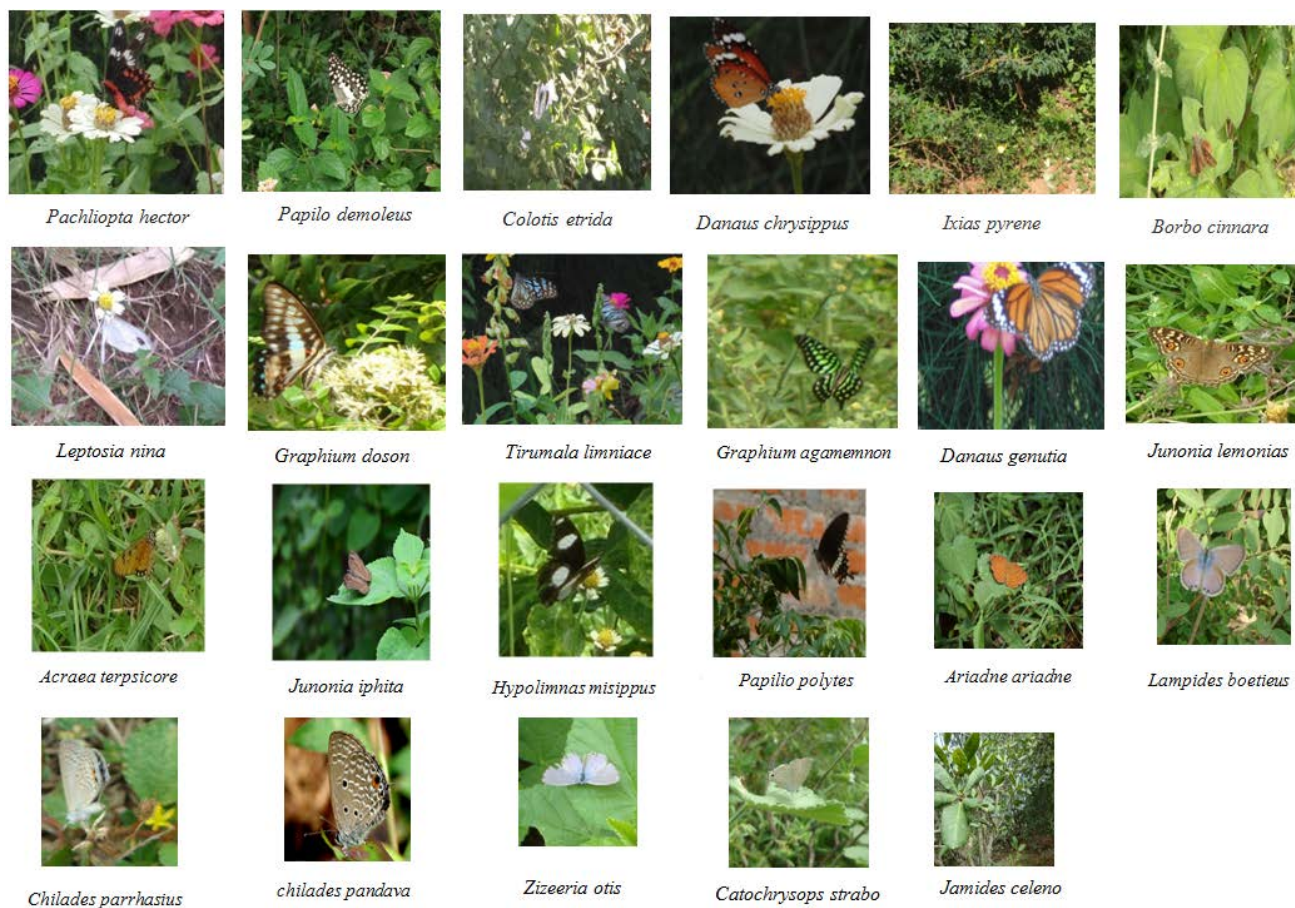 Pachliopta hector
Papilo demoleus
Colotis etrida
Danaus chrysippus
Ixias pyrene
Borbo cinnara
Leptosia nina
Graphium doson
Tirumala limniace
Graphium agamemnon
Danaus genutia
Junonia lemonias
Acraea terpsicore
Junonia iphita
Hypolimnas misippus
Papilio polytes
Ariadne ariadne
Lampides boetieus
Chilades parrhasius
chilades pandava
Zizeeria otis
Catochrysops strabo
Jamides celeno